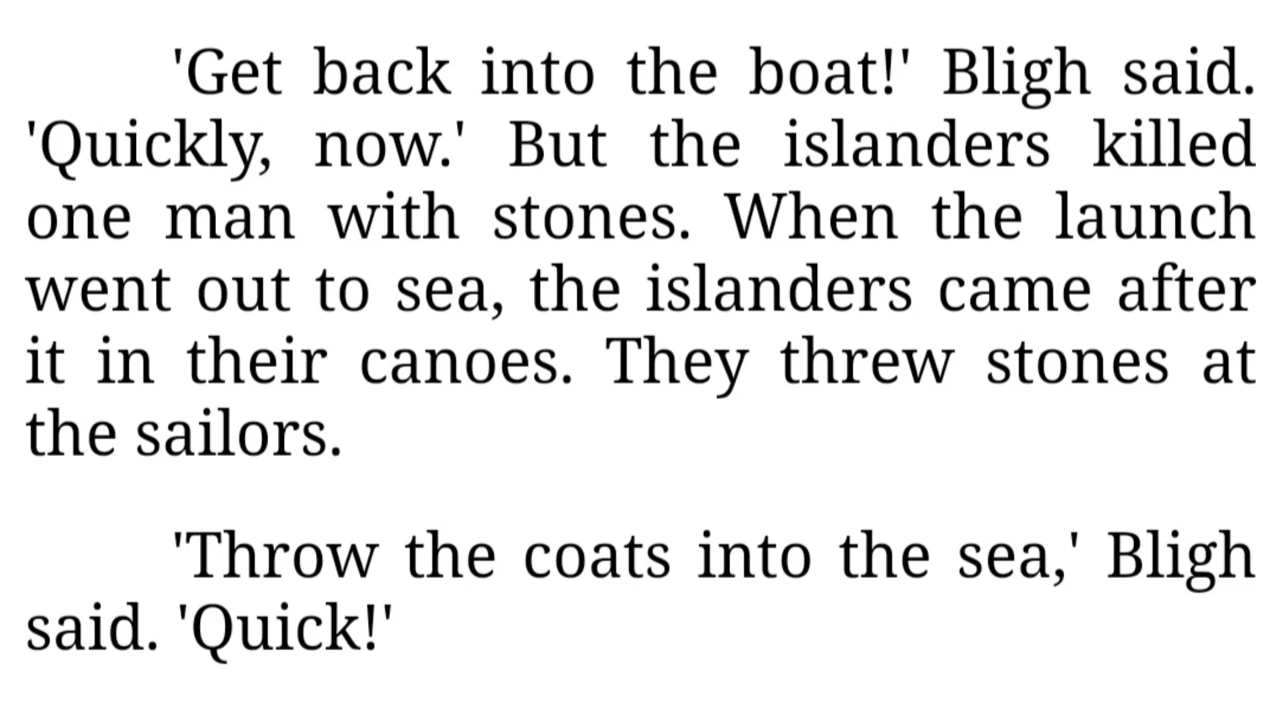 'Get back into the boat!' Bligh said.
'Quickly, now.' But the islanders killed
one man with stones. When the launch
went out to sea, the islanders came after
it in their canoes. They threw stones at
the sailors.
'Throw the coats into the sea,' Bligh
said. 'Quick!'